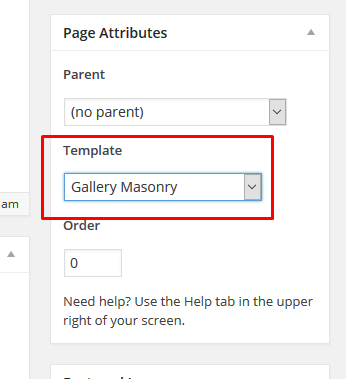 Page Attributes
Parent
(no parent)
Template
Gallery Masonry
am
Order
0
Need help? Use the Help tab in the upper
right of your screen.